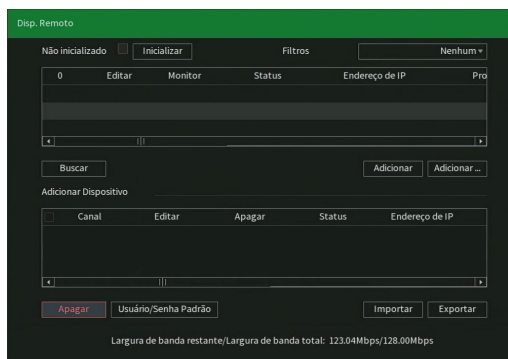 Disp. Remoto
Não inicializado Inicializar Filtros Nenhum
0 Editar Monitor Status Endereço de IP Pro
Buscar Adicionar Adicionar ...
Adicionar Dispositivo
Canal Editar Apagar Status Endereço de IP
Apagar Usuário/Senha Padrão Importar Exportar
Largura de banda restante/Largura de banda total: 123.04Mbps/128.00Mbps